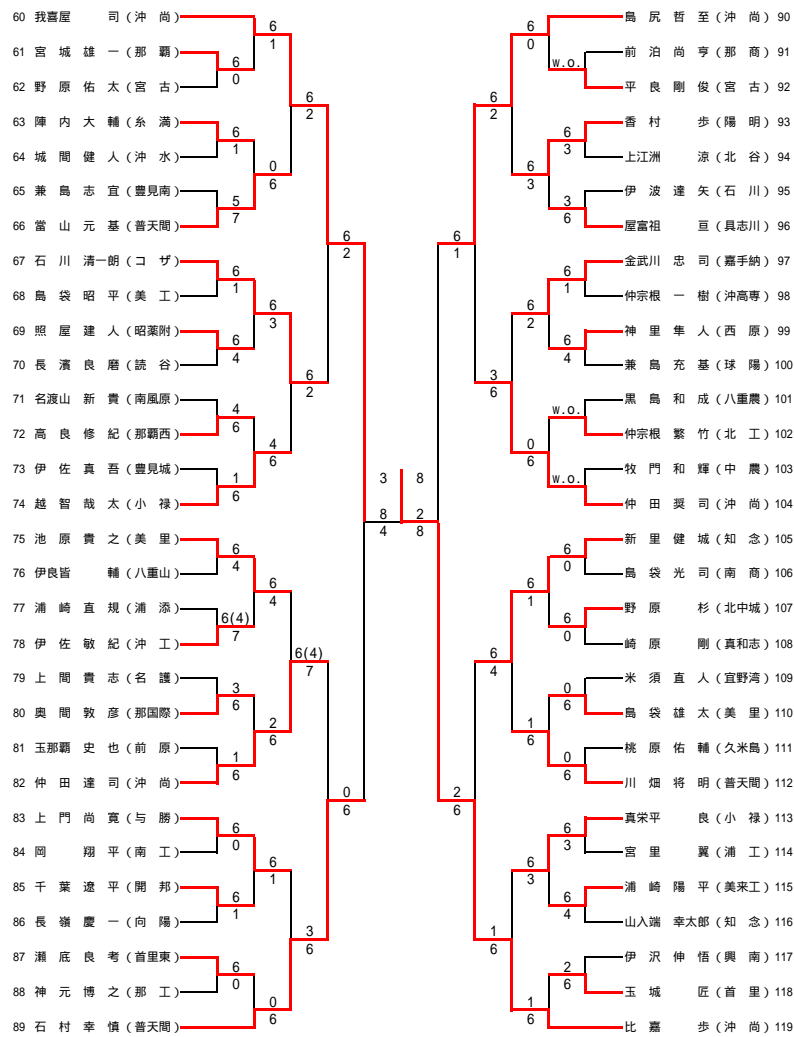 60 我喜屋 司(沖 尚)
61 宮城雄一(那 覇)
62 野原佑太(宮 古)
63 陣内大輔(糸 満)
64 城間健人(沖 水)
65 兼島志宜(豊見南)
66 當山元基(普天間)
67 石川清一朗(コ ザ)
68 島袋昭平(美 工)
69 照屋建人(昭薬附)
70 長濱良磨(読 谷)
71 名渡山新貴(南風原)
72 高良修紀(那覇西)
73 伊佐真吾(豊見城)
74 越智哉太(小 禄)
75 池原貴之(美 里)
76 伊良皆 輔(八重山)
77 浦崎直規(浦 添)
78 伊佐敏紀(沖 工)
79 上間貴志(名 護)
80 奥間敦彦(那国際)
81 玉那覇史也(前 原)
82 仲田達司(沖 尚)
83 上門尚寛(与 勝)
84 岡 翔平(南 工)
85 千葉遼平(開 邦)
86 長嶺慶一(向 陽)
87 瀬底良考(首里東)
88 神元博之(那 工)
89 石村幸慎(普天間)
6
1
6
0
6
2
6
1
0
6
5
7
6
2
6
1
6
3
6
4
6
2
4
6
4
6
1
6
8
4
6
4
6
4
6(4)
7
6(4)
7
3
6
2
6
1
6
0
6
6
0
6
1
6
1
3
6
6
0
0
6
3 8
2
8
6
0
w.o.
6
2
6
3
6
3
3
6
6
1
6
1
6
2
6
4
3
6
w.o.
0
6
w.o.
6
0
6
1
6
0
6
4
0
6
1
6
0
6
2
6
6
3
6
3
6
4
1
6
2
6
1
6
島尻哲至(沖 尚) 90
前泊尚亨(那 商) 91
平良剛俊(宮 古) 92
香村 歩(陽 明) 93
上江洲 涼(北 谷) 94
伊波達矢(石 川) 95
屋富祖 亘(具志川) 96
金武川忠司(嘉手納) 97
仲宗根一樹(沖高専) 98
神里隼人(西 原) 99
兼島充基(球 陽) 100
黒島和成(八重農) 101
仲宗根繁竹(北 工) 102
牧門和輝(中 農) 103
仲田奨司(沖 尚) 104
新里健城(知 念) 105
島袋光司(南 商) 106
野原 杉(北中城) 107
崎原 剛(真和志) 108
米須直人(宜野湾) 109
島袋雄太(美 里) 110
桃原佑輔(久米島) 111
川畑将明(普天間) 112
真栄平 良(小 禄) 113
宮里 翼(浦 工) 114
浦崎陽平(美来工) 115
山入端幸太郎(知 念) 116
伊沢伸悟(興 南) 117
玉城 匠(首 里) 118
比嘉 歩(沖 尚) 119